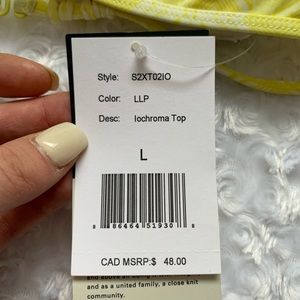 Style: S2XT02IO
Color: LLP
Desc: Iochroma Top
L
8 86464 51930 8
CAD MSRP:$ 48.00
and as a united family, a close knit
community.